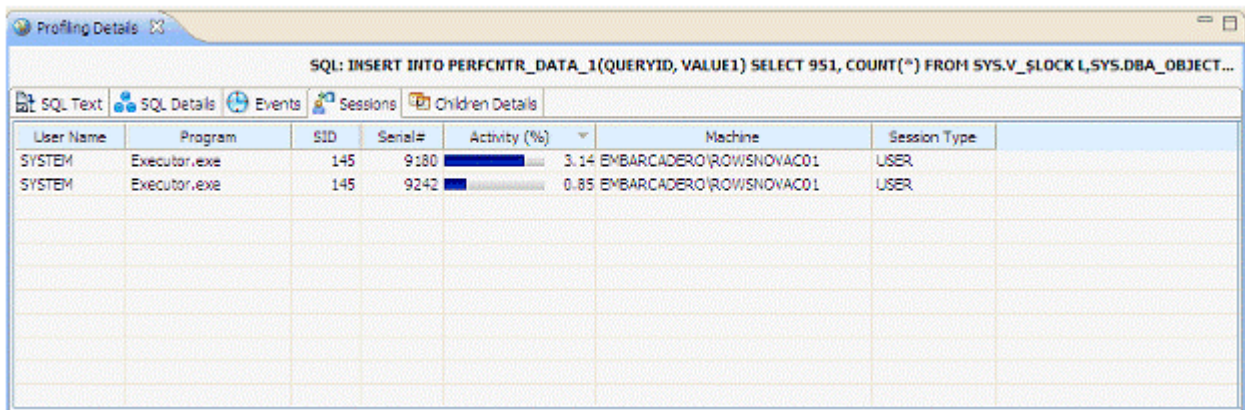 Profiling Details
SQL: INSERT INTO PERFCNTR_DATA_1(QUERYID, VALUE1) SELECT 951, COUNT(*) FROM SYS.V_$LOCK L,SYS.DBA_OBJECT...
SQL Text SQL Details Events Sessions Children Details
User Name Program SID Serial# Activity (%) Machine Session Type
SYSTEM Executor.exe 145 9180 3.14 EMBARCADERO\ROWSNOVAC01 USER
SYSTEM Executor.exe 145 9242 0.85 EMBARCADERO\ROWSNOVAC01 USER